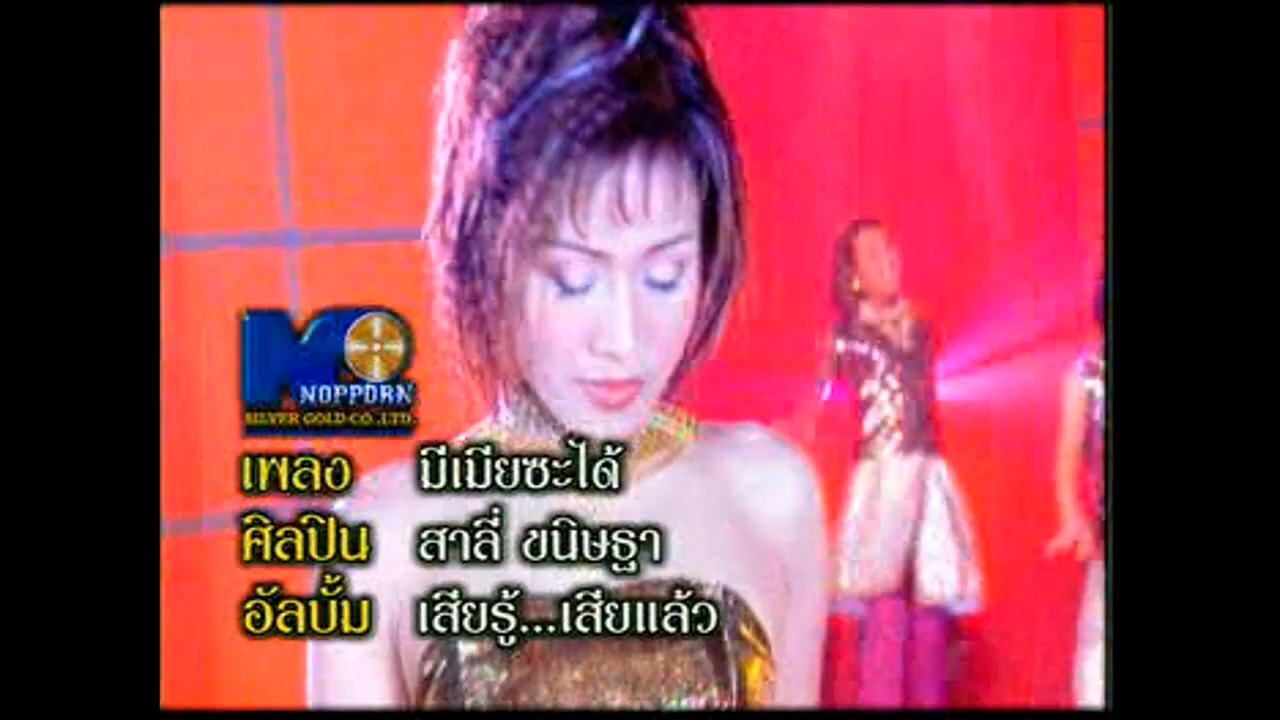 NOPPORN
SILVER GOLD CO.,LTD.
เพลง มีเมียซะได้
ศิลปิน สาลี่ ขนิษฐา
อัลบั้ม เสียรู้...เสียแล้ว